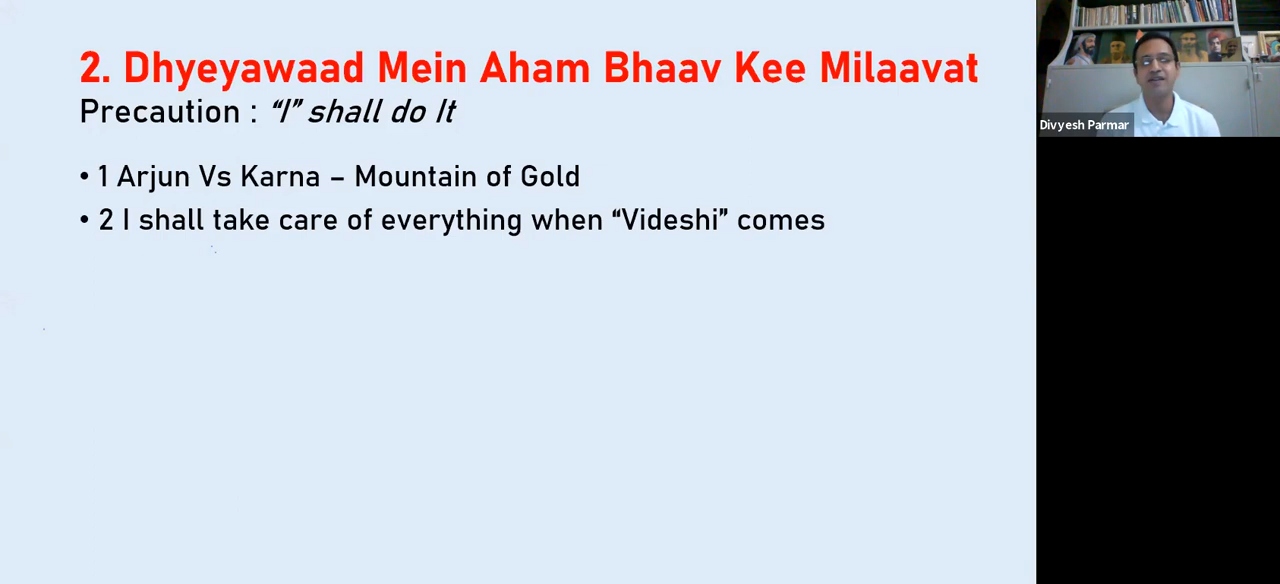 2. Dhyeyawaad Mein Aham Bhaav Kee Milaavat
Precaution : “I” shall do It
• 1 Arjun Vs Karna – Mountain of Gold
• 2 I shall take care of everything when “Videshi” comes
Divyesh Parmar